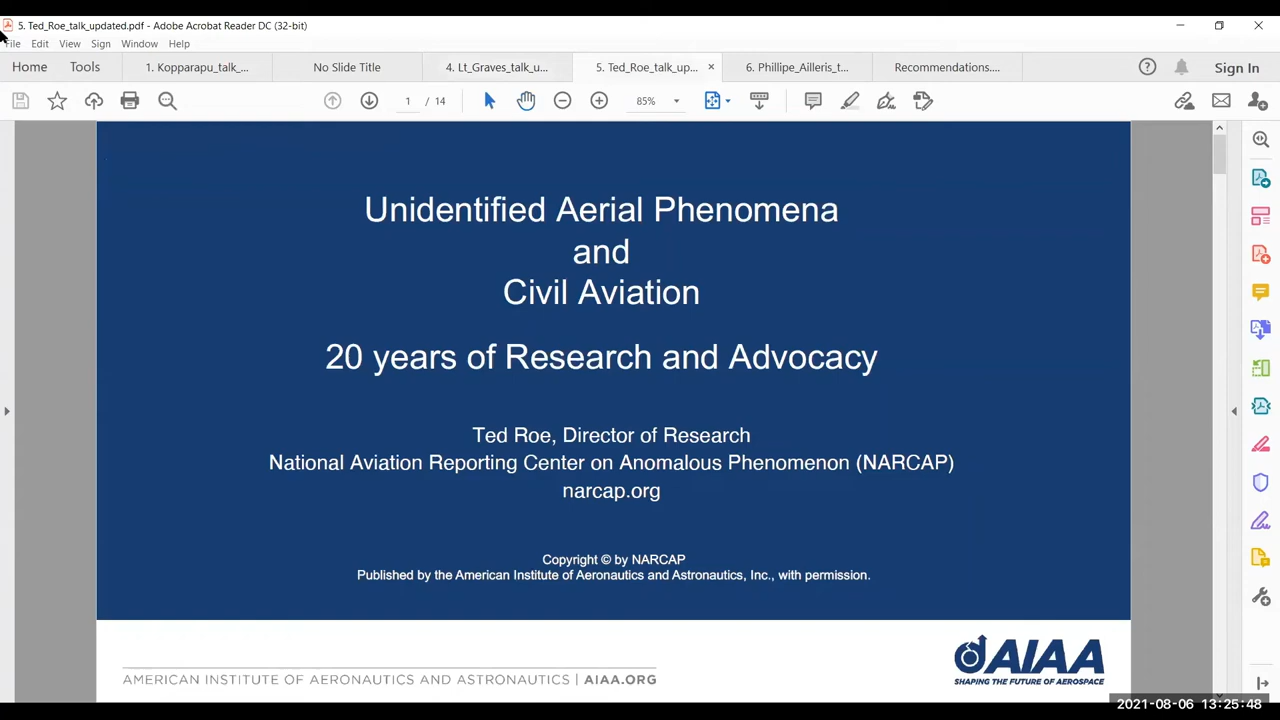 5. Ted_Roe_talk_updated.pdf - Adobe Acrobat Reader DC (32-bit)
File Edit View Sign Window Help
Home Tools 1. Kopparapu_talk_... No Slide Title 4. Lt_Graves_talk_u... 5. Ted_Roe_talk_up... × 6. Phillipe_Ailleris_t... Recommendations.... Sign In
1 / 14 85%
Unidentified Aerial Phenomena
and
Civil Aviation
20 years of Research and Advocacy
Ted Roe, Director of Research
National Aviation Reporting Center on Anomalous Phenomenon (NARCAP)
narcap.org
Copyright © by NARCAP
Published by the American Institute of Aeronautics and Astronautics, Inc., with permission.
AIAA
SHAPING THE FUTURE OF AEROSPACE
AMERICAN INSTITUTE OF AERONAUTICS AND ASTRONAUTICS | AIAA.ORG
2021-08-06 13:25:48